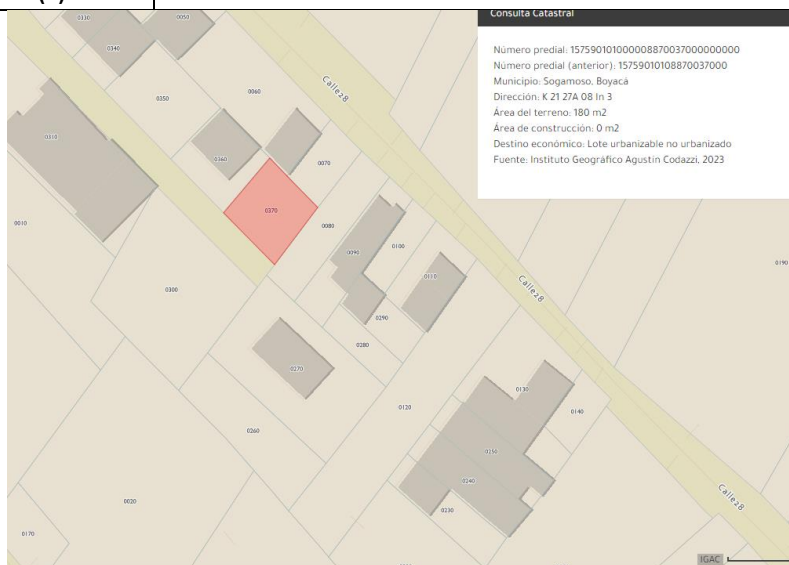 Consulta Catastral
Número predial: 157590101000008870037000000000
Número predial (anterior): 15759010108870037000
Municipio: Sogamoso, Boyacá
Dirección: K 21 27A 08 In 3
Área del terreno: 180 m2
Área de construcción: 0 m2
Destino económico: Lote urbanizable no urbanizado
Fuente: Instituto Geográfico Agustín Codazzi, 2023
0330
0050
0340
0350
0060
Calle28
0310
0360
0070
0370
0010
0080
0090
0100
0190
0110
0300
Calle28
0290
0280
0270
0130
0120
0140
0260
0250
0240
0020
Calle28
0230
0170
IGAC